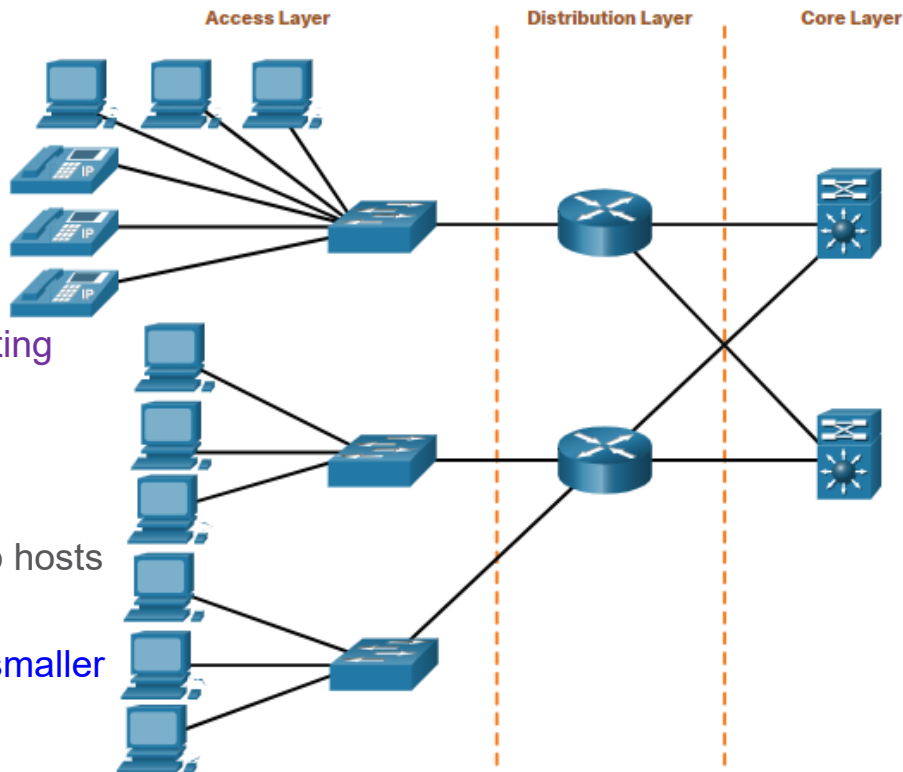 Access Layer Distribution Layer Core Layer
IP
IP
IP
ting
o hosts
smaller